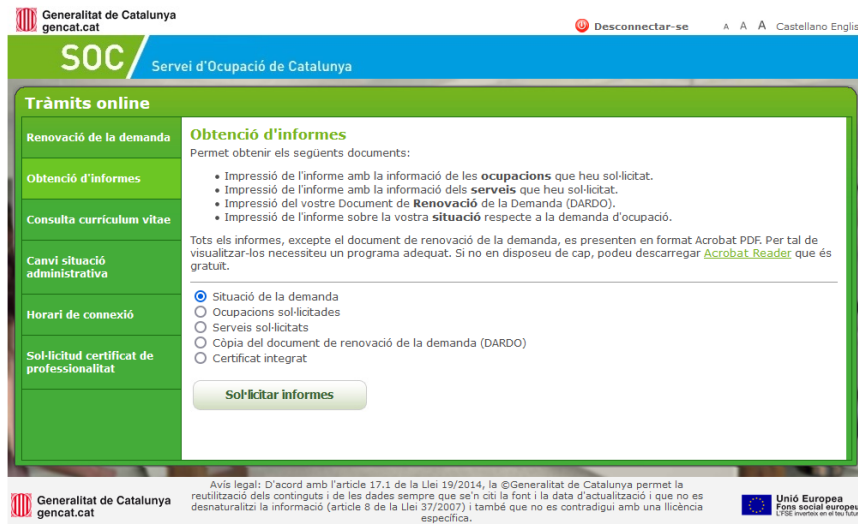 Generalitat de Catalunya
gencat.cat
Desconnectar-se
A A A Castellano
SOC
Servei d'Ocupació de Catalunya
Tràmits online
Renovació de la demanda
Obtenció d'informes
Consulta currículum vitae
Canvi situació
administrativa
Horari de connexió
Sol·licitud certificat de
professionalitat
Obtenció d'informes
Permet obtenir els següents documents:
• Impressió de l'informe amb la informació de les ocupacions que heu sol·licitat.
• Impressió de l'informe amb la informació dels serveis que heu sol·licitat.
• Impressió del vostre Document de Renovació de la Demanda (DARDO).
• Impressió de l'informe sobre la vostra situació respecte a la demanda d'ocupació.
Tots els informes, excepte el document de renovació de la demanda, es presenten en format Acrobat PDF. Per tal de
visualitzar-los necessiteu un programa adequat. Si no en disposeu de cap, podeu descarregar Acrobat Reader que és
gratuït.
Situació de la demanda
Ocupacions sol·licitades
Serveis sol·licitats
Còpia del document de renovació de la demanda (DARDO)
Certificat integrat
Sol·licitar informes
Generalitat de Catalunya
gencat.cat
Avís legal: D'acord amb l'article 17.1 de la Llei 19/2014, la ©Generalitat de Catalunya permet la
reutilització dels continguts i de les dades sempre que se'n citi la font i la data d'actualització i que no es
desnaturalitzi la informació (article 8 de la Llei 37/2007) i també que no es contradigui amb una llicència
específica.
Unió Europea
Fons social europeu
L'FSE inverteix en el teu futur